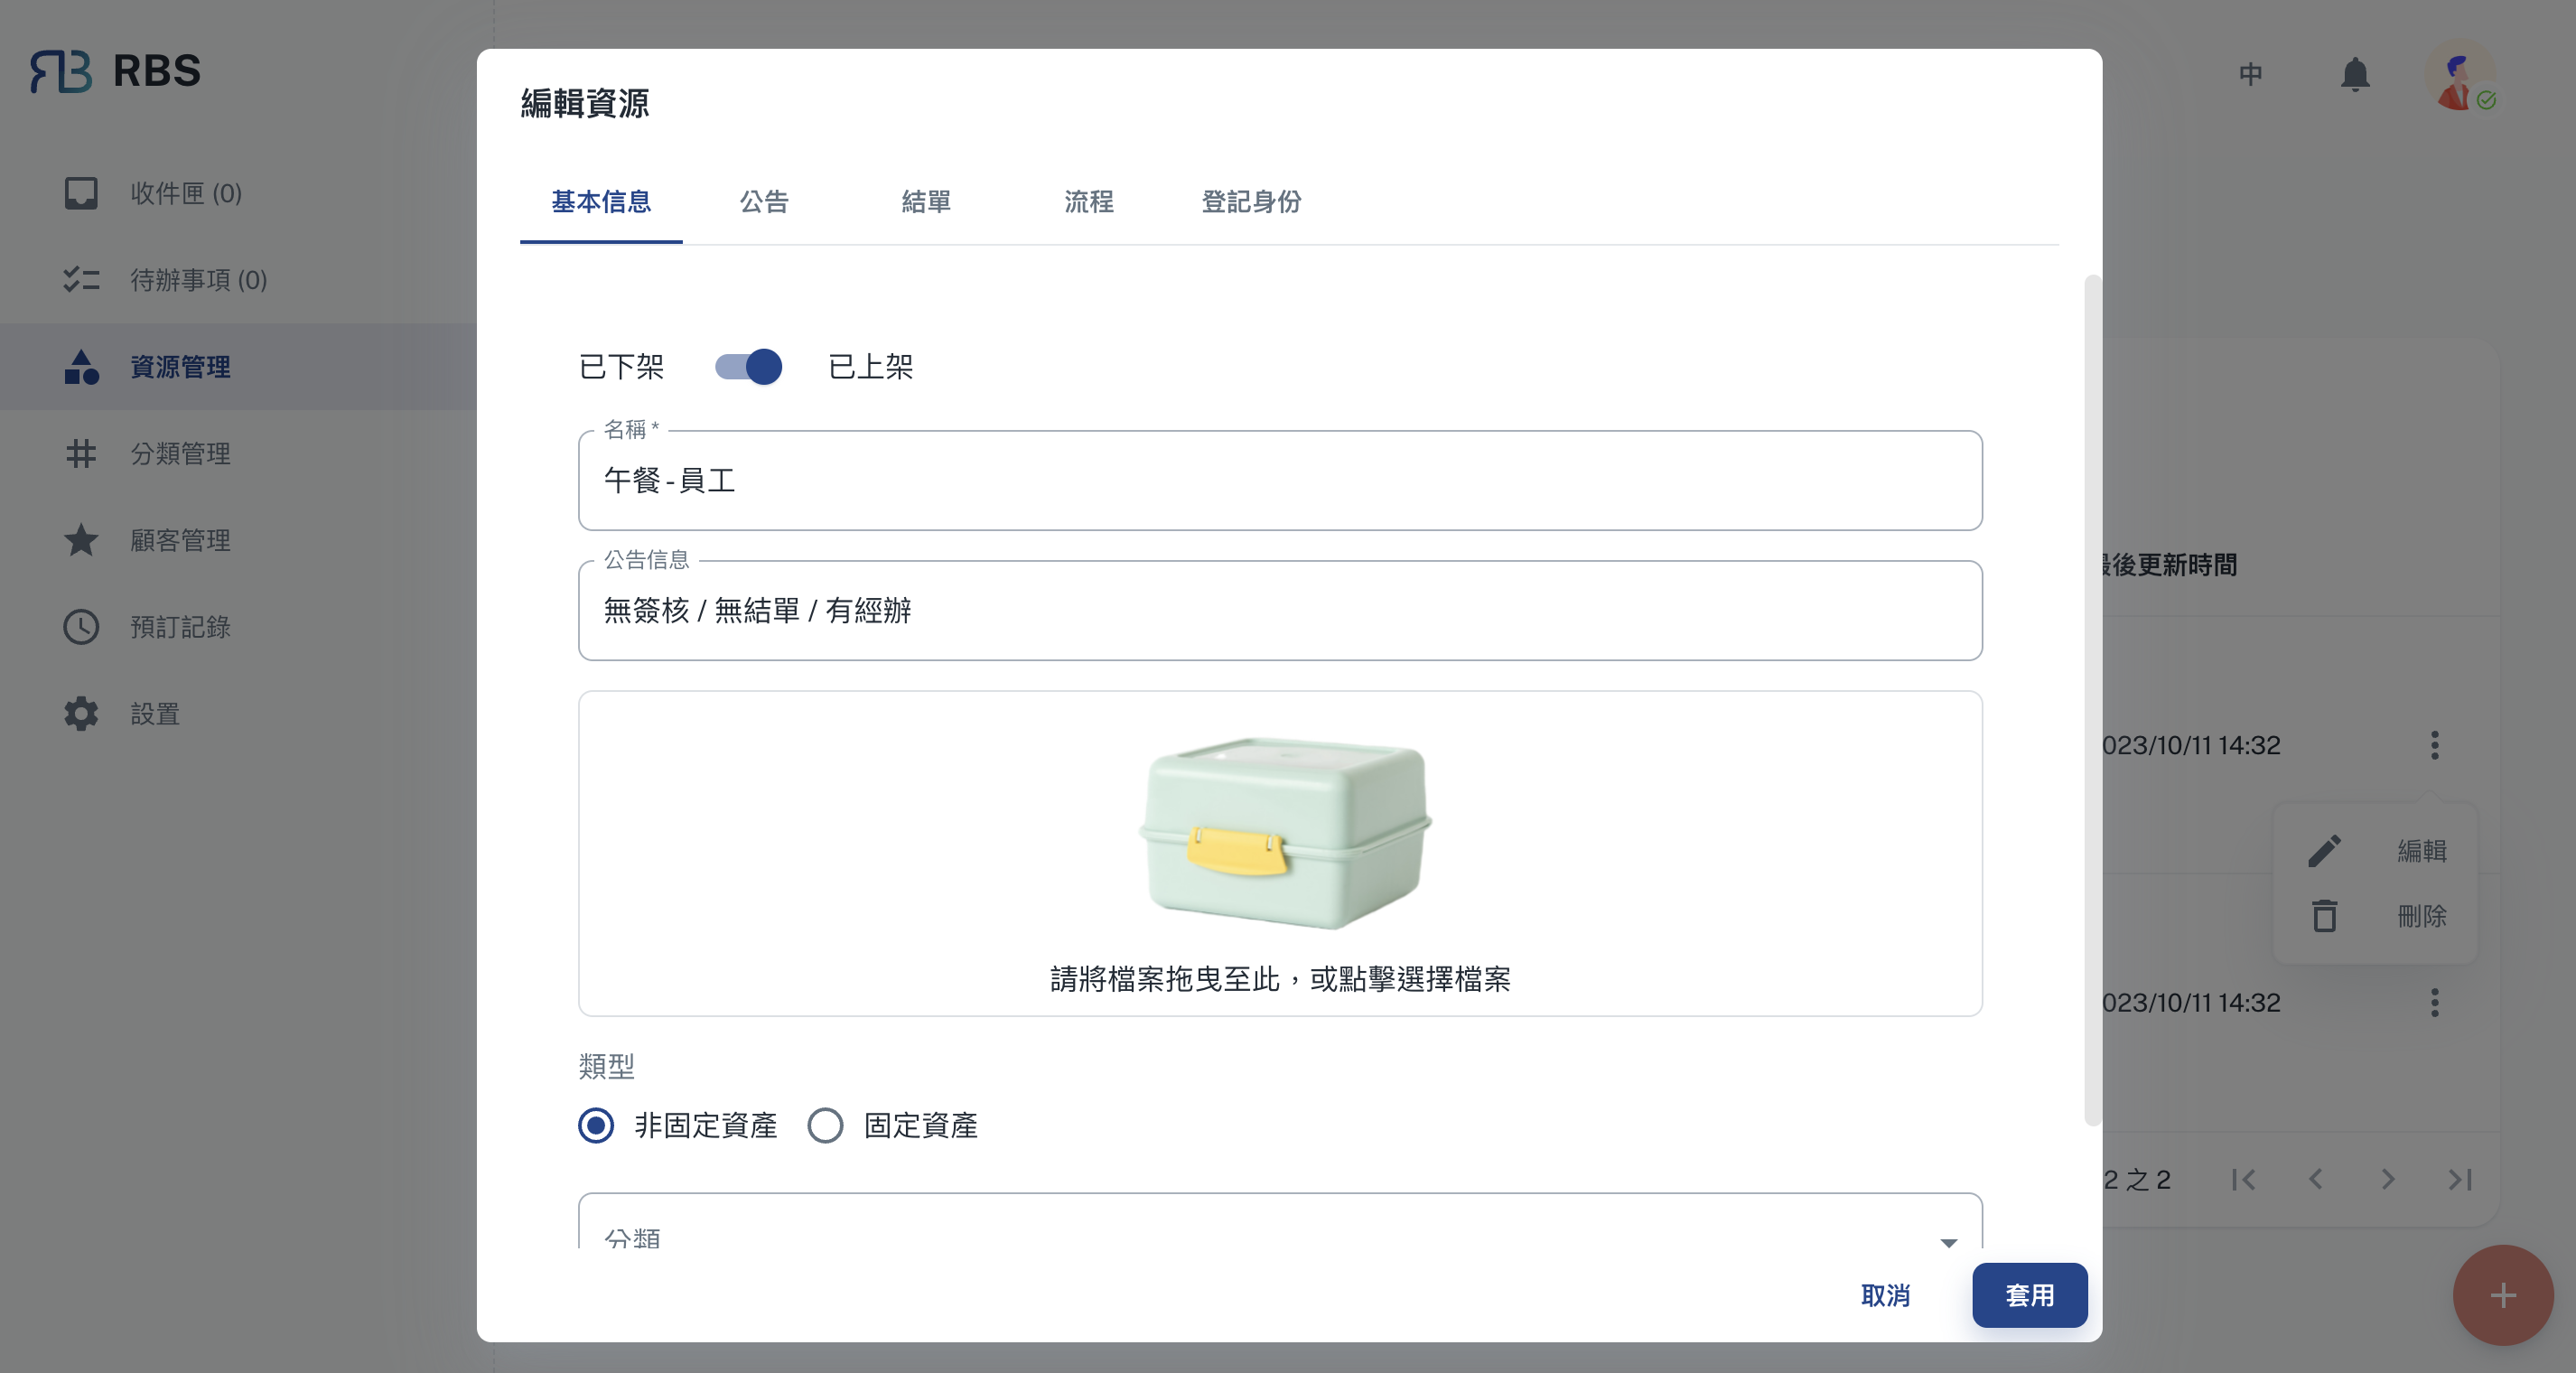 RBS
中
收件匣 (0)
待辦事項 (0)
資源管理
分類管理
顧客管理
預訂記錄
設置
編輯資源
基本信息 公告 結單 流程 登記身份
已下架 已上架
名稱 *
午餐 - 員工
公告信息
無簽核 / 無結單 / 有經辦
請將檔案拖曳至此，或點擊選擇檔案
類型
非固定資產 固定資產
分類
取消 套用
後更新時間
023/10/11 14:32
編輯
刪除
023/10/11 14:32
2 之 2